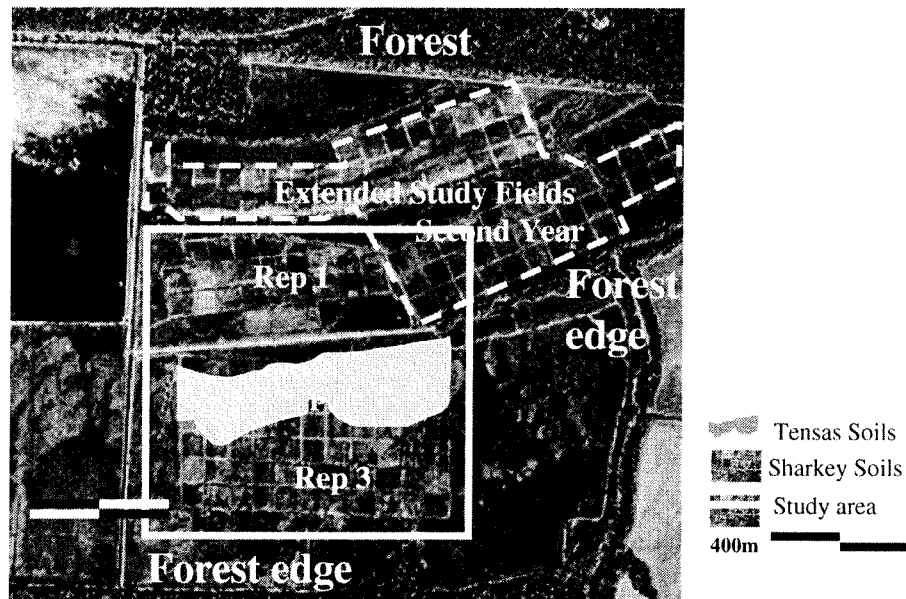 Forest
Extended Study Fields
Second Year
Rep 1
Forest
edge
Rep 3
Forest edge
Tensas Soils
Sharkey Soils
Study area
400m